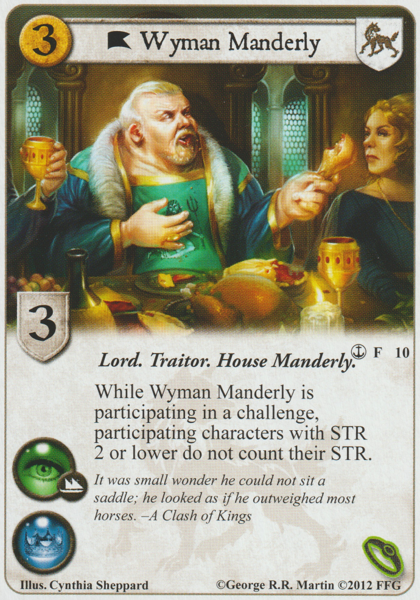 3
Wyman Manderly
3
Lord. Traitor. House Manderly.
F 10
While Wyman Manderly is
participating in a challenge,
participating characters with STR
2 or lower do not count their STR.
It was small wonder he could not sit a
saddle; he looked as if he outweighed most
horses. –A Clash of Kings
Illus. Cynthia Sheppard
©George R.R. Martin ©2012 FFG